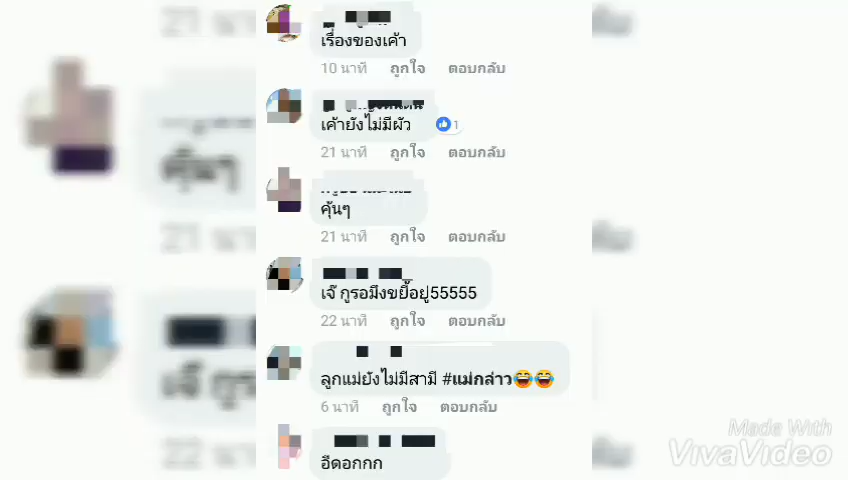 เรื่องของเค้า
10 นาที ถูกใจ ตอบกลับ
เค้ายังไม่มีผัว 1
21 นาที ถูกใจ ตอบกลับ
คุ้นๆ
21 นาที ถูกใจ ตอบกลับ
เจ๊ กูรอมึงขยี้อยู่55555
22 นาที ถูกใจ ตอบกลับ
ลูกแม่ยังไม่มีสามี #แม่กล่าว😂😂
6 นาที ถูกใจ ตอบกลับ
อีดอกกก
Made With
VivaVideo